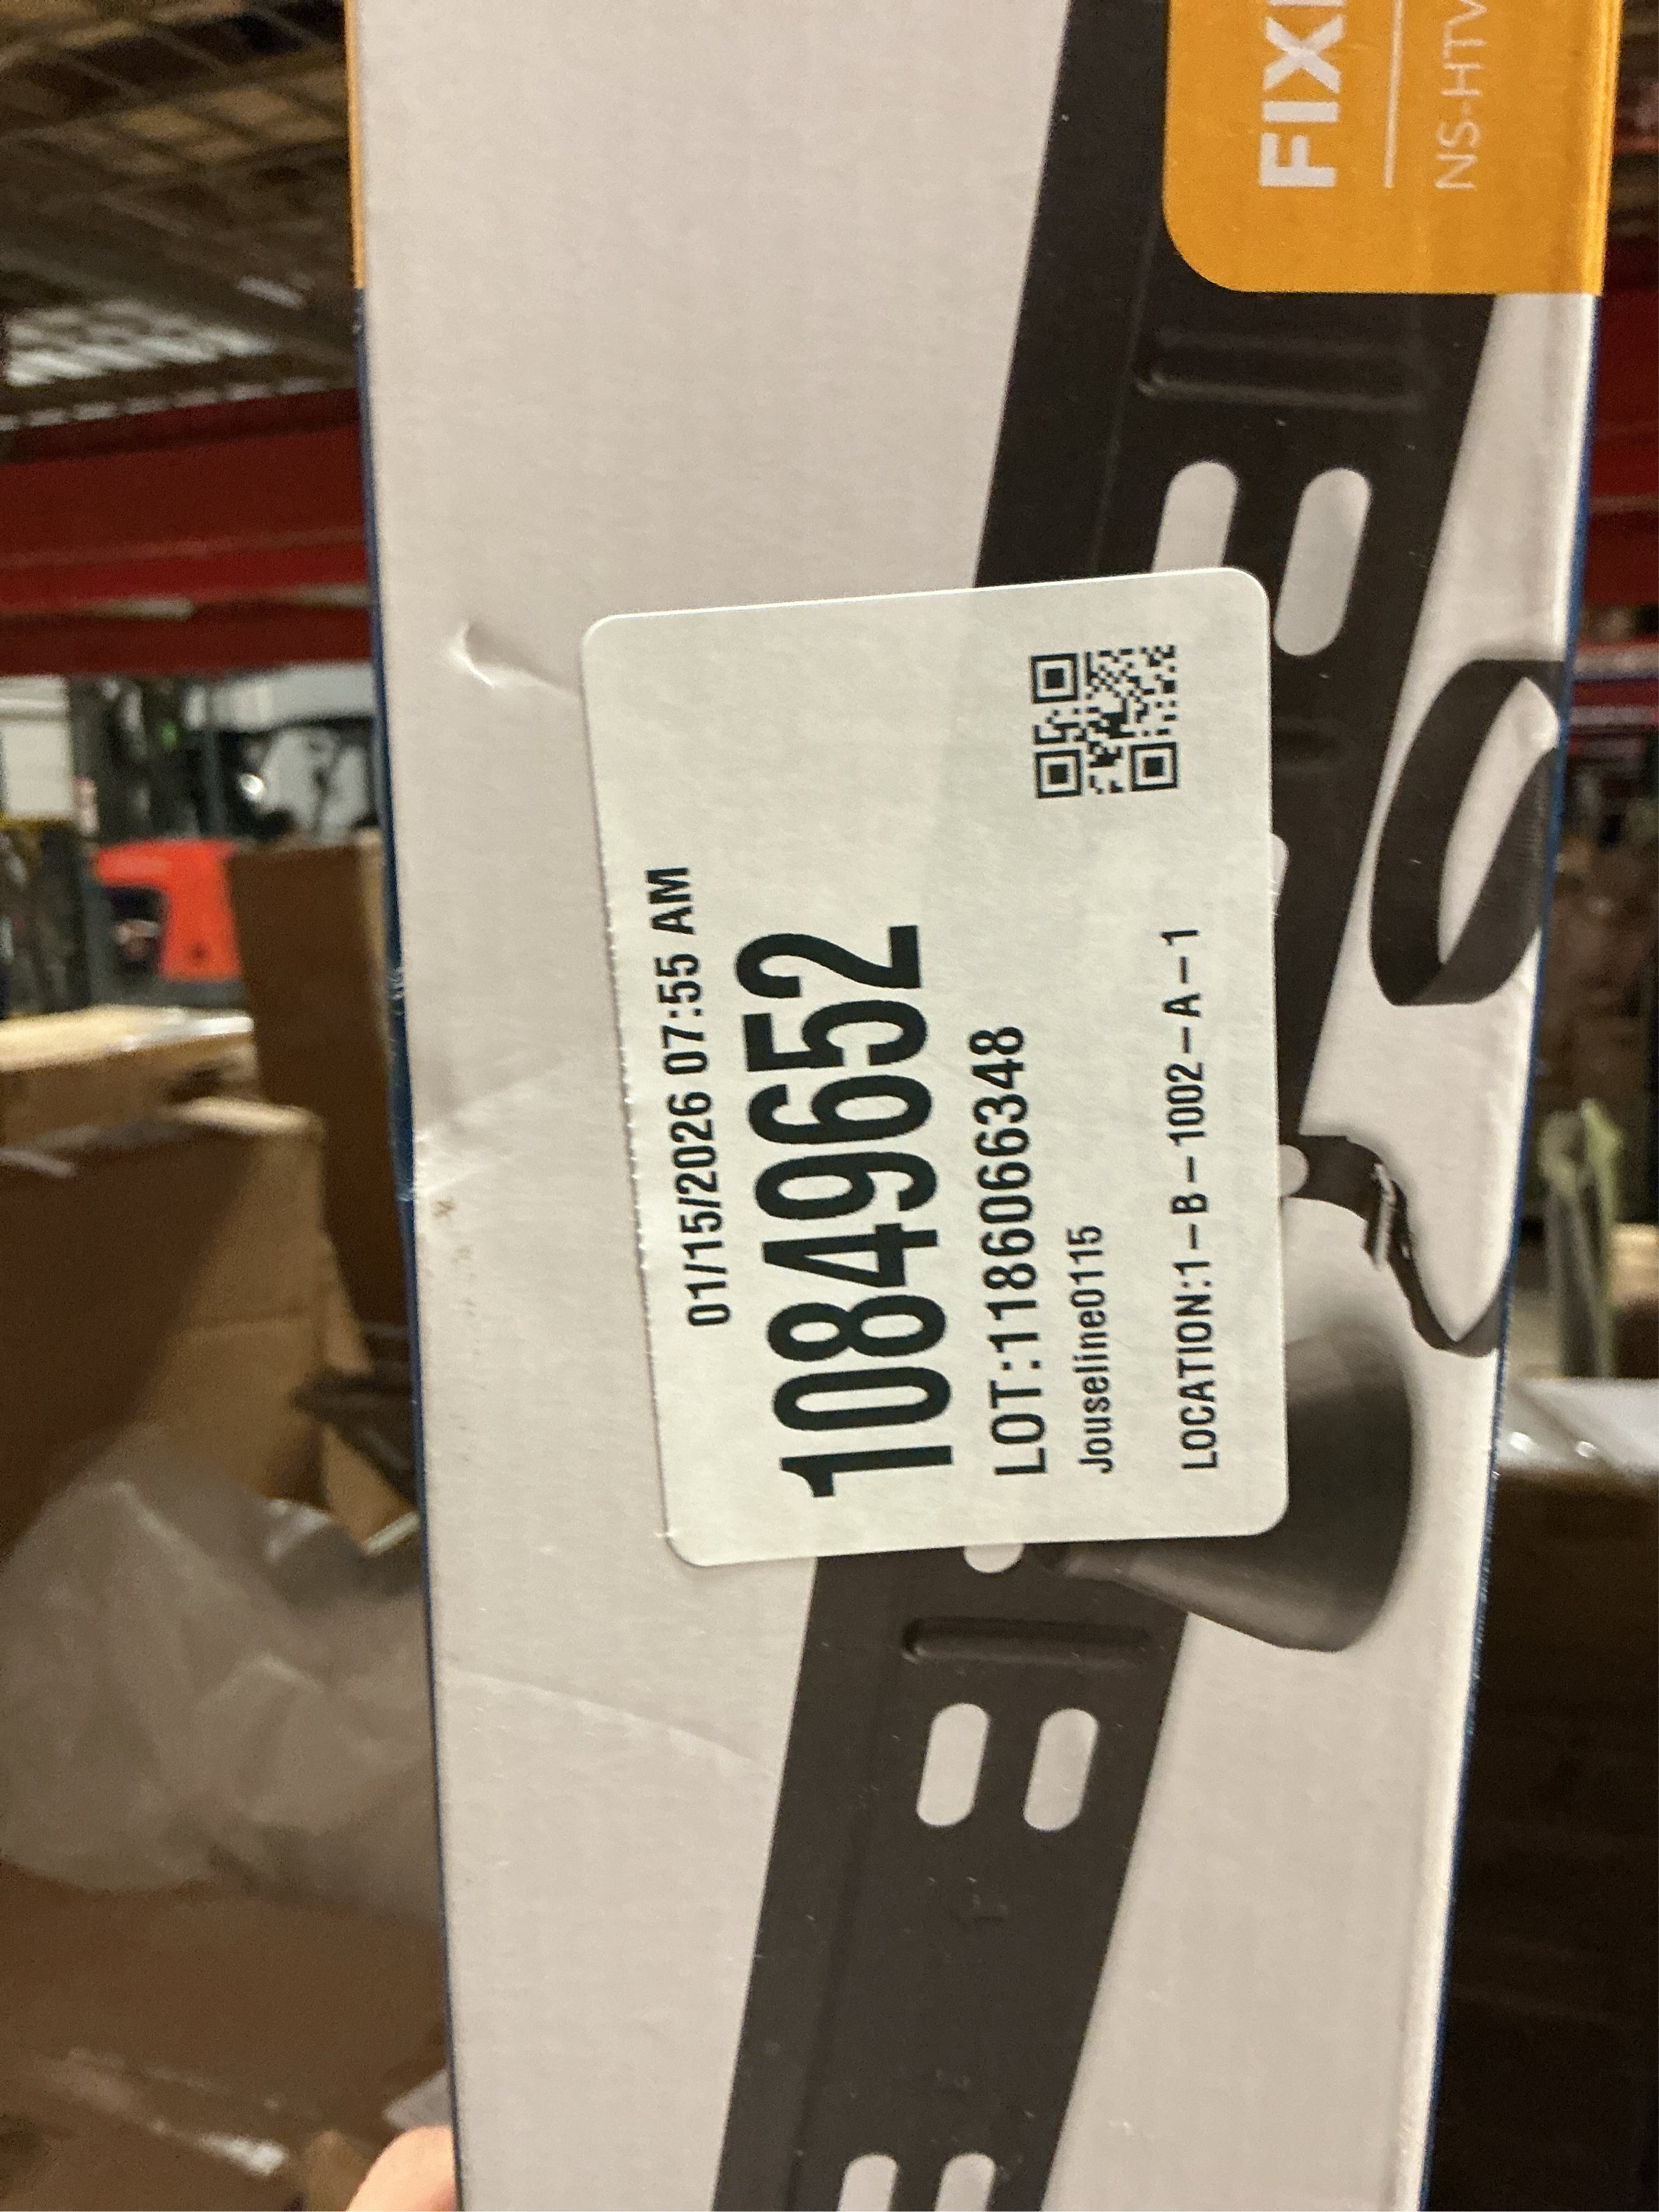 FIX
NS-HTV
01/15/2026 07:55 AM
10849652
LOT:1186066348
Jouseline0115
LOCATION:1-B-1002-A-1